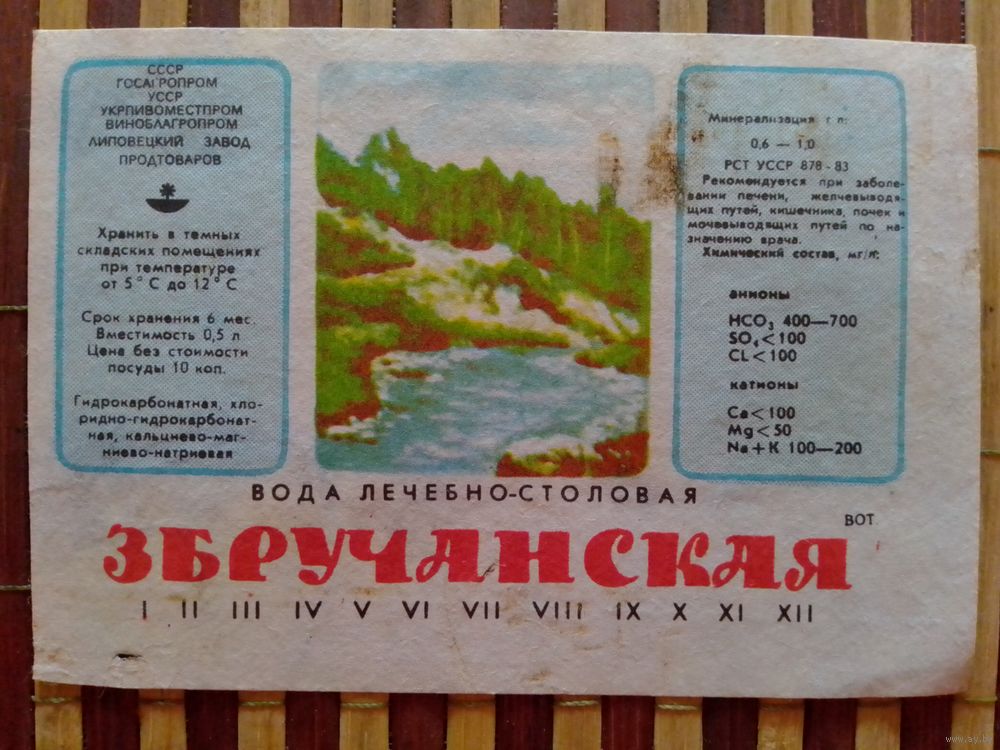 СССР
ГОСАГРОПРОМ
УССР
УКРПИВОМЕСТПРОМ
ВИНОБЛАГРОПРОМ
ЛИПОВЕЦКИЙ ЗАВОД
ПРОДТОВАРОВ
Хранить в темных
складских помещениях
при температуре
от 5°С до 12°С
Срок хранения 6 мес.
Вместимость 0,5 л
Цена без стоимости
посуды 10 коп.
Гидрокарбонатная, хло-
ридно-гидрокарбонат-
ная, кальциево-маг-
ниево-натриевая
Минерализация г л:
0,6 — 1,0
РСТ УССР 878 - 83
Рекомендуется при заболе-
вании печени, желчевыводя-
щих путей, кишечника, почек и
мочевыводящих путей по на-
значению врача.
Химический состав, мг/л:
анионы
HCO3 400—700
SO4<100
CL<100
катионы
Ca<100
Mg<50
Na+K 100—200
ВОДА ЛЕЧЕБНО-СТОЛОВАЯ
ВОТ
ЗБРУЧАНСКАЯ
I II III IV V VI VII VIII IX X XI XII